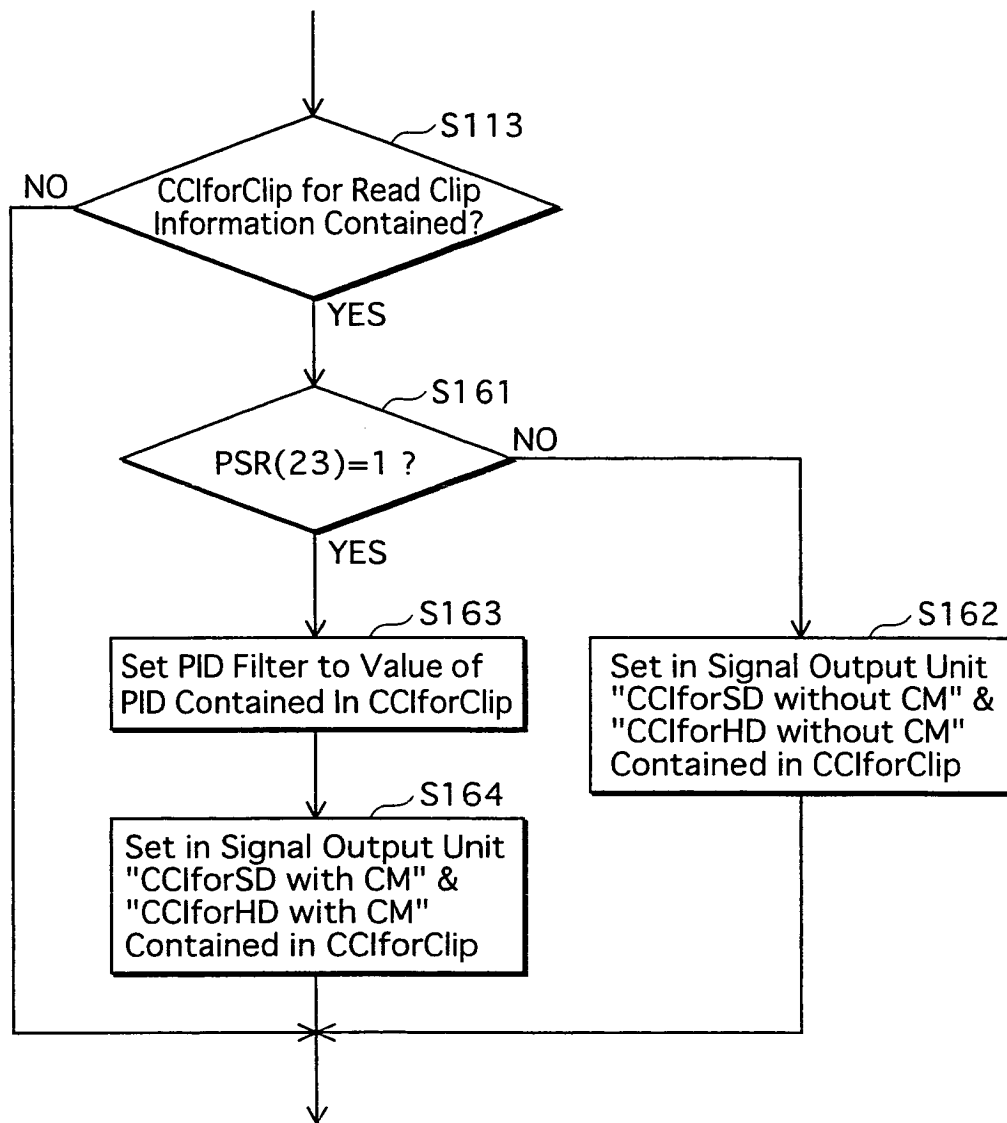 S113
NO
CCIforClip for Read Clip
Information Contained?
YES
S161
NO
PSR(23)=1 ?
YES
S163
Set PID Filter to Value of
PID Contained In CCIforClip
S162
Set in Signal Output Unit
"CCIforSD without CM" &
"CCIforHD without CM"
Contained in CCIforClip
S164
Set in Signal Output Unit
"CCIforSD with CM" &
"CCIforHD with CM"
Contained in CCIforClip